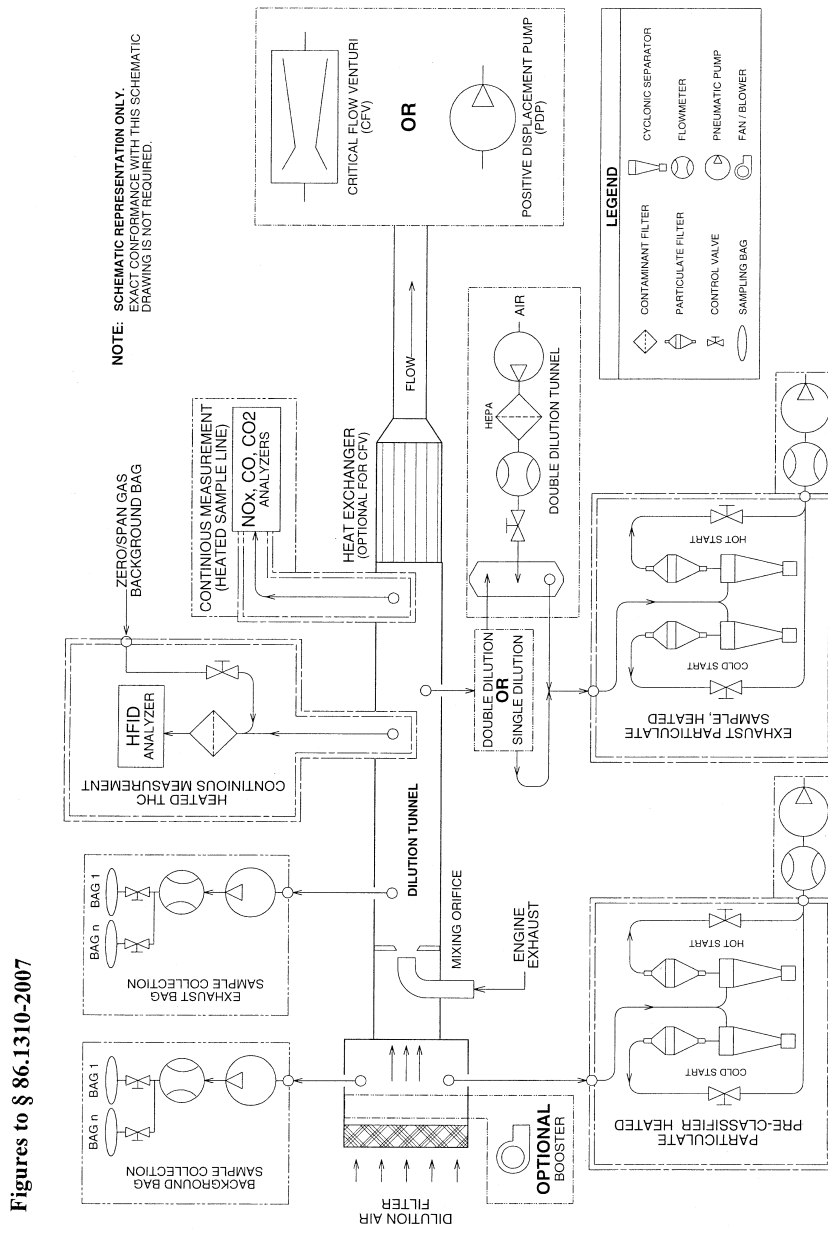 Figures to § 86.1310-2007
NOTE: SCHEMATIC REPRESENTATION ONLY.
EXACT CONFORMANCE WITH THIS SCHEMATIC
DRAWING IS NOT REQUIRED.
ZERO/SPAN GAS
BACKGROUND BAG
BAG n
BAG 1
BACKGROUND BAG
SAMPLE COLLECTION
BAG n
BAG 1
EXHAUST BAG
SAMPLE COLLECTION
HFID
ANALYZER
HEATED THC
CONTINIOUS MEASUREMENT
CONTINIOUS MEASUREMENT
(HEATED SAMPLE LINE)
NOx, CO, CO2
ANALYZERS
HEAT EXCHANGER
(OPTIONAL FOR CFV)
CRITICAL FLOW VENTURI
(CFV)
OR
POSITIVE DISPLACEMENT PUMP
(PDP)
DILUTION AIR
FILTER
OPTIONAL
BOOSTER
MIXING ORIFICE
ENGINE
EXHAUST
DILUTION TUNNEL
FLOW
DOUBLE DILUTION
OR
SINGLE DILUTION
HEPA
AIR
DOUBLE DILUTION TUNNEL
PARTICULATE
PRE-CLASSIFIER HEATED
COLD START
HOT START
EXHAUST PARTICULATE
SAMPLE, HEATED
COLD START
HOT START
LEGEND
CONTAMINANT FILTER
CYCLONIC SEPARATOR
PARTICULATE FILTER
FLOWMETER
CONTROL VALVE
PNEUMATIC PUMP
SAMPLING BAG
FAN / BLOWER